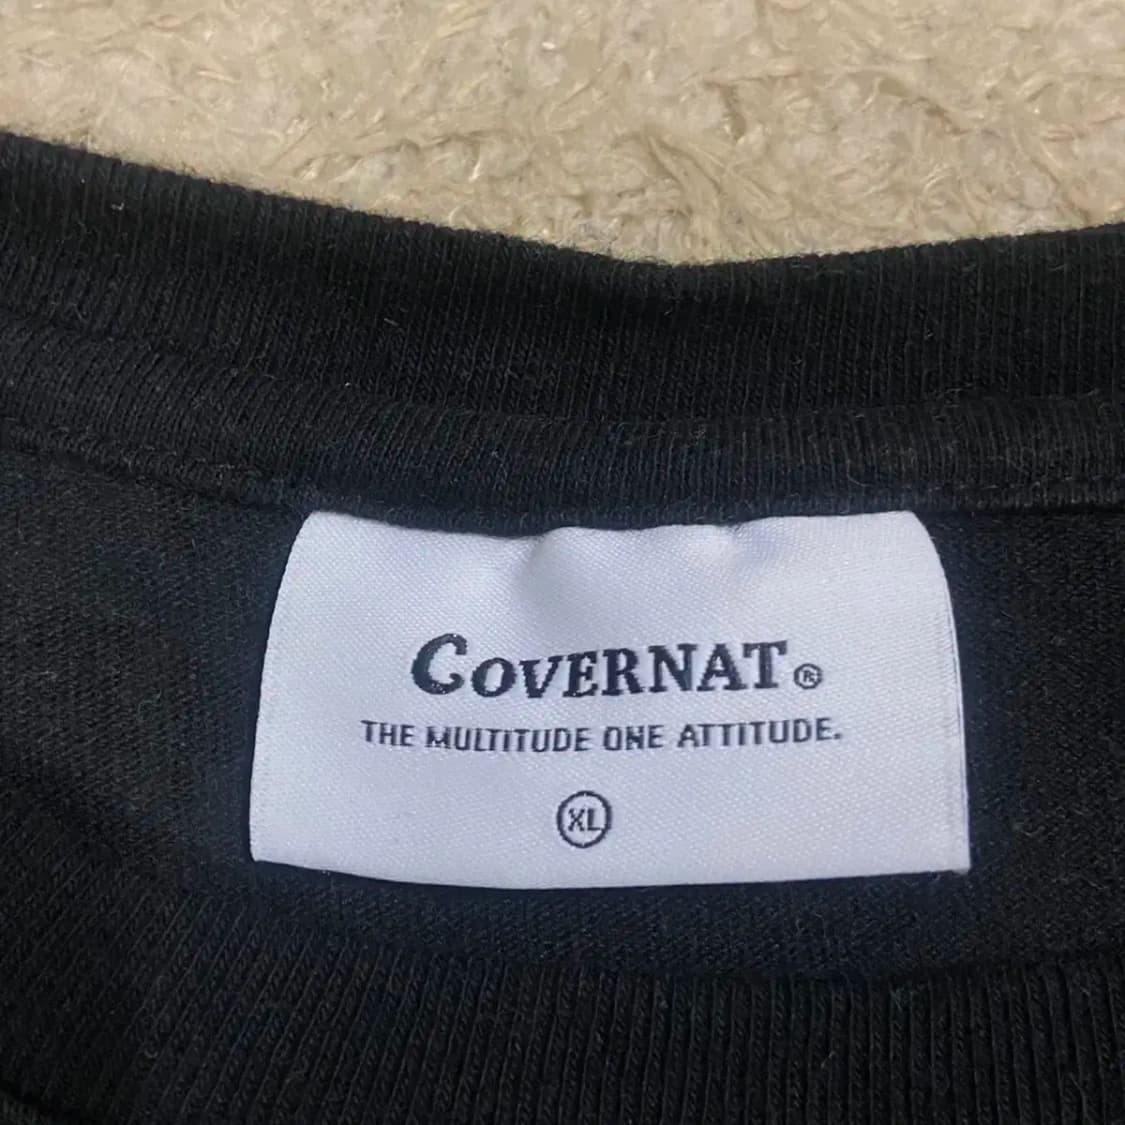 COVERNAT®
THE MULTITUDE ONE ATTITUDE.
XL